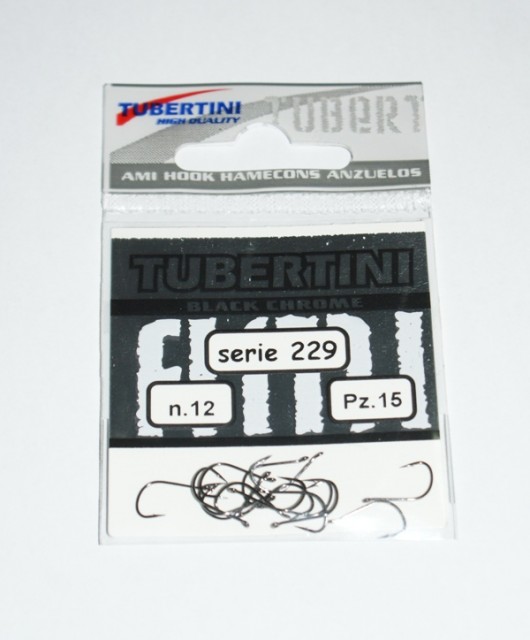 TUBERTINI
HIGH QUALITY
AMI HOOK HAMECONS ANZUELOS
TUBERTINI
BLACK CHROME
serie 229
n.12
Pz.15